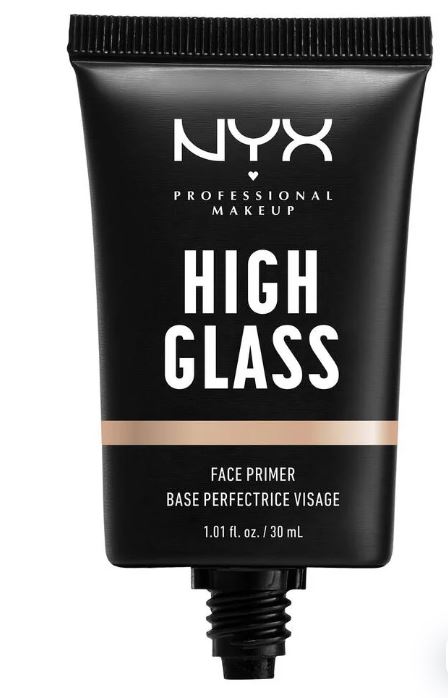 NYX
PROFESSIONAL
MAKEUP
HIGH
GLASS
FACE PRIMER
BASE PERFECTRICE VISAGE
1.01 fl. oz. / 30 mL